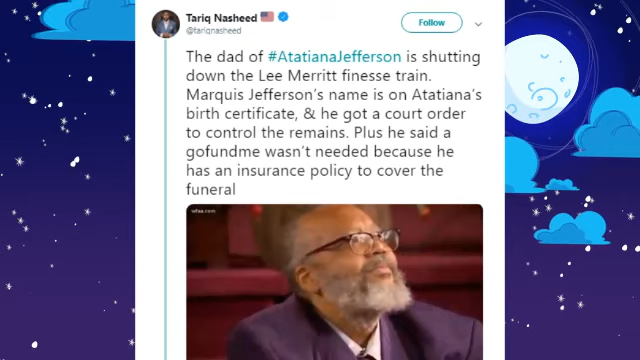 Tariq Nasheed
@tariqnasheed
Follow
The dad of #AtatianaJefferson is shutting
down the Lee Merritt finesse train.
Marquis Jefferson's name is on Atatiana's
birth certificate, & he got a court order
to control the remains. Plus he said a
gofundme wasn't needed because he
has an insurance policy to cover the
funeral
wfaa.com